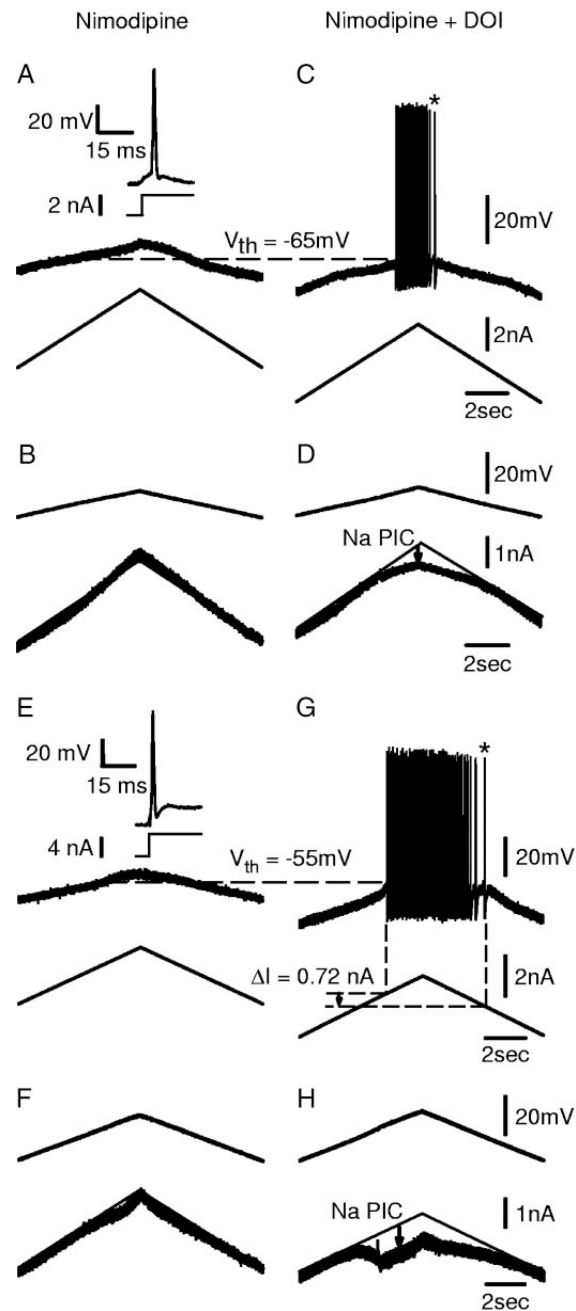 Nimodipine
Nimodipine + DOI
A
20 mV
15 ms
2 nA
C
*
20mV
V_th = -65mV
2nA
2sec
B
D
20mV
Na PIC
1nA
2sec
E
20 mV
15 ms
4 nA
G
*
20mV
V_th = -55mV
ΔI = 0.72 nA
2nA
2sec
F
H
20mV
Na PIC
1nA
2sec